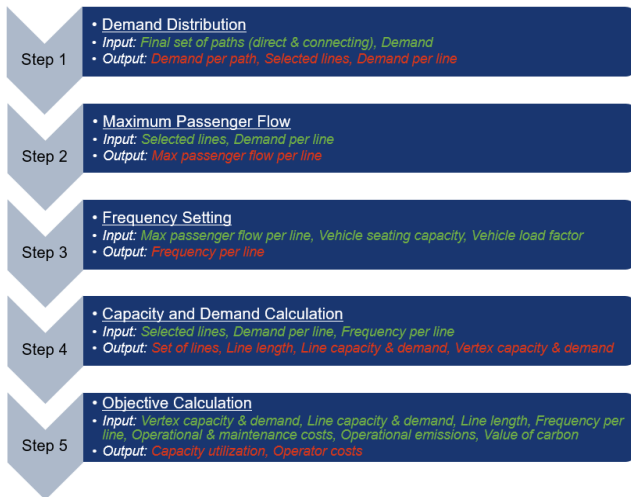 Step 1
• Demand Distribution
• Input: Final set of paths (direct & connecting), Demand
• Output: Demand per path, Selected lines, Demand per line
Step 2
• Maximum Passenger Flow
• Input: Selected lines, Demand per line
• Output: Max passenger flow per line
Step 3
• Frequency Setting
• Input: Max passenger flow per line, Vehicle seating capacity, Vehicle load factor
• Output: Frequency per line
Step 4
• Capacity and Demand Calculation
• Input: Selected lines, Demand per line, Frequency per line
• Output: Set of lines, Line length, Line capacity & demand, Vertex capacity & demand
Step 5
• Objective Calculation
• Input: Vertex capacity & demand, Line capacity & demand, Line length, Frequency per
line, Operational & maintenance costs, Operational emissions, Value of carbon
• Output: Capacity utilization, Operator costs